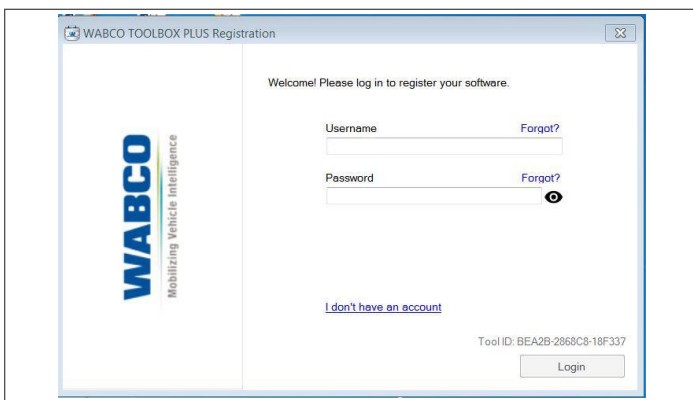 WABCO TOOLBOX PLUS Registration
Welcome! Please log in to register your software.
Username Forgot?
Password Forgot?
WABCO
Mobilizing Vehicle Intelligence
I don't have an account
Tool ID: BEA2B-2868C8-18F337
Login